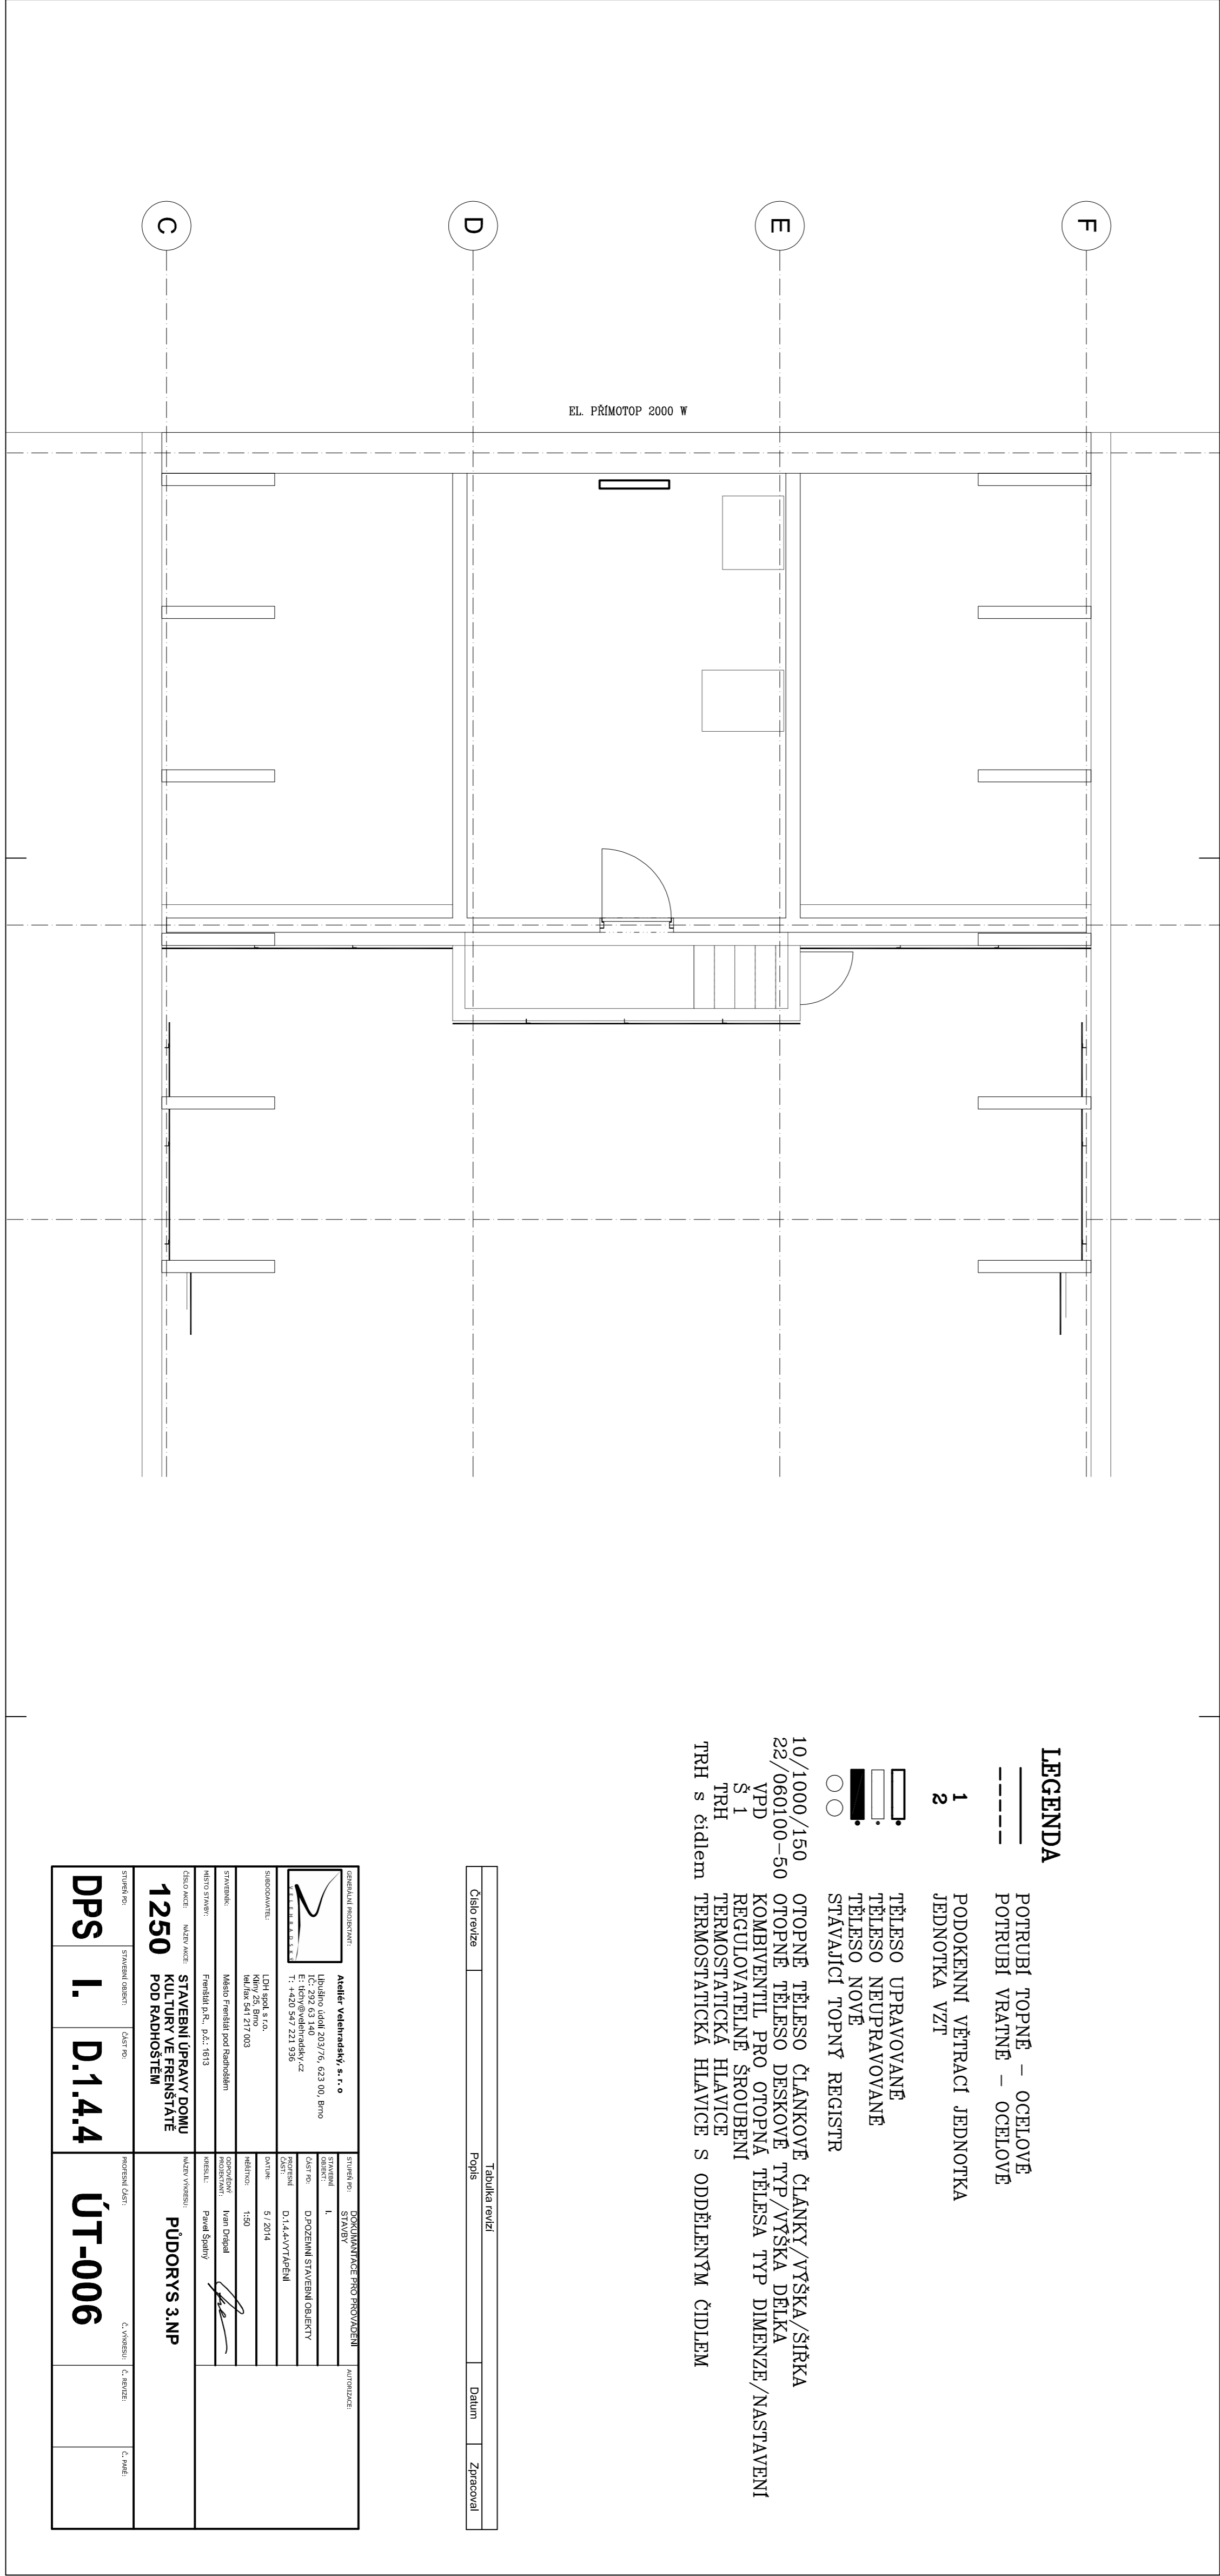 C
D
E
F
EL. PŘÍMOTOP 2000 W
LEGENDA
POTRUBÍ TOPNÉ – OCELOVÉ
POTRUBÍ VRATNÉ – OCELOVÉ
1 PODOKENNÍ VĚTRACÍ JEDNOTKA
2 JEDNOTKA VZT
TĚLESO UPRAVOVANÉ
TĚLESO NEUPRAVOVANÉ
TĚLESO NOVÉ
STÁVAJÍCÍ TOPNÝ REGISTR
10/1000/150 OTOPNÉ TĚLESO ČLÁNKOVÉ ČLÁNKY/VÝŠKA/ŠÍŘKA
22/060100-50 OTOPNÉ TĚLESO DESKOVÉ TYP/VÝŠKA DÉLKA
VPD KOMBIVENTIL PRO OTOPNÁ TĚLESA TYP DIMENZE/NASTAVENÍ
Š 1 REGULOVATELNÉ ŠROUBENÍ
TRH TERMOSTATICKÁ HLAVICE
TRH s čidlem TERMOSTATICKÁ HLAVICE S ODDĚLENÝM ČIDLEM
Tabulka revizí
Číslo revize Popis Datum Zpracoval
GENERÁLNÍ PROJEKTANT:
VELEHRADSKÝ
Ateliér Velehradský, s. r. o
Libušino údolí 203/76, 623 00, Brno
IČ: 292 63 140
E: tichy@velehradsky.cz
T: +420 547 221 936
SUBDODAVATEL:
LDH spol. s r.o.
Klíny 25, Brno
tel./fax 541 217 003
STAVEBNÍK:
Město Frenštát pod Radhoštěm
MÍSTO STAVBY:
Frenštát p.R., p.č.: 1613
STUPEŇ PD:
DOKUMANTACE PRO PROVÁDĚNÍ
STAVBY
STAVEBNÍ
OBJEKT:
I.
ČÁST PD:
D.POZEMNÍ STAVEBNÍ OBJEKTY
PROFESNÍ
ČÁST:
D.1.4.4-VYTÁPĚNÍ
DATUM:
5 / 2014
MĚŘÍTKO:
1:50
ODPOVĚDNÝ
PROJEKTANT:
Ivan Drápal
KRESLIL:
Pavel Špatný
AUTORIZACE:
ČÍSLO AKCE: NÁZEV AKCE:
1250
STAVEBNÍ ÚPRAVY DOMU
KULTURY VE FRENŠTÁTĚ
POD RADHOŠTĚM
NÁZEV VÝKRESU:
PŮDORYS 3.NP
STUPEŇ PD: STAVEBNÍ OBJEKT: ČÁST PD: PROFESNÍ ČÁST: Č. VÝKRESU: Č. REVIZE: Č. PARÉ:
DPS I. D.1.4.4 ÚT-006